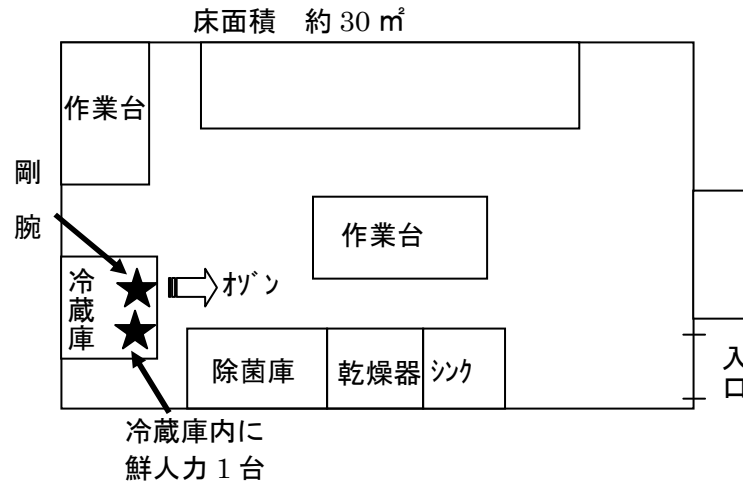 床面積 約 30 ㎡
作業台
剛腕
作業台
冷蔵庫
ｵｿﾞﾝ
除菌庫
乾燥器
ｼﾝｸ
入口
冷蔵庫内に
鮮人力 1 台